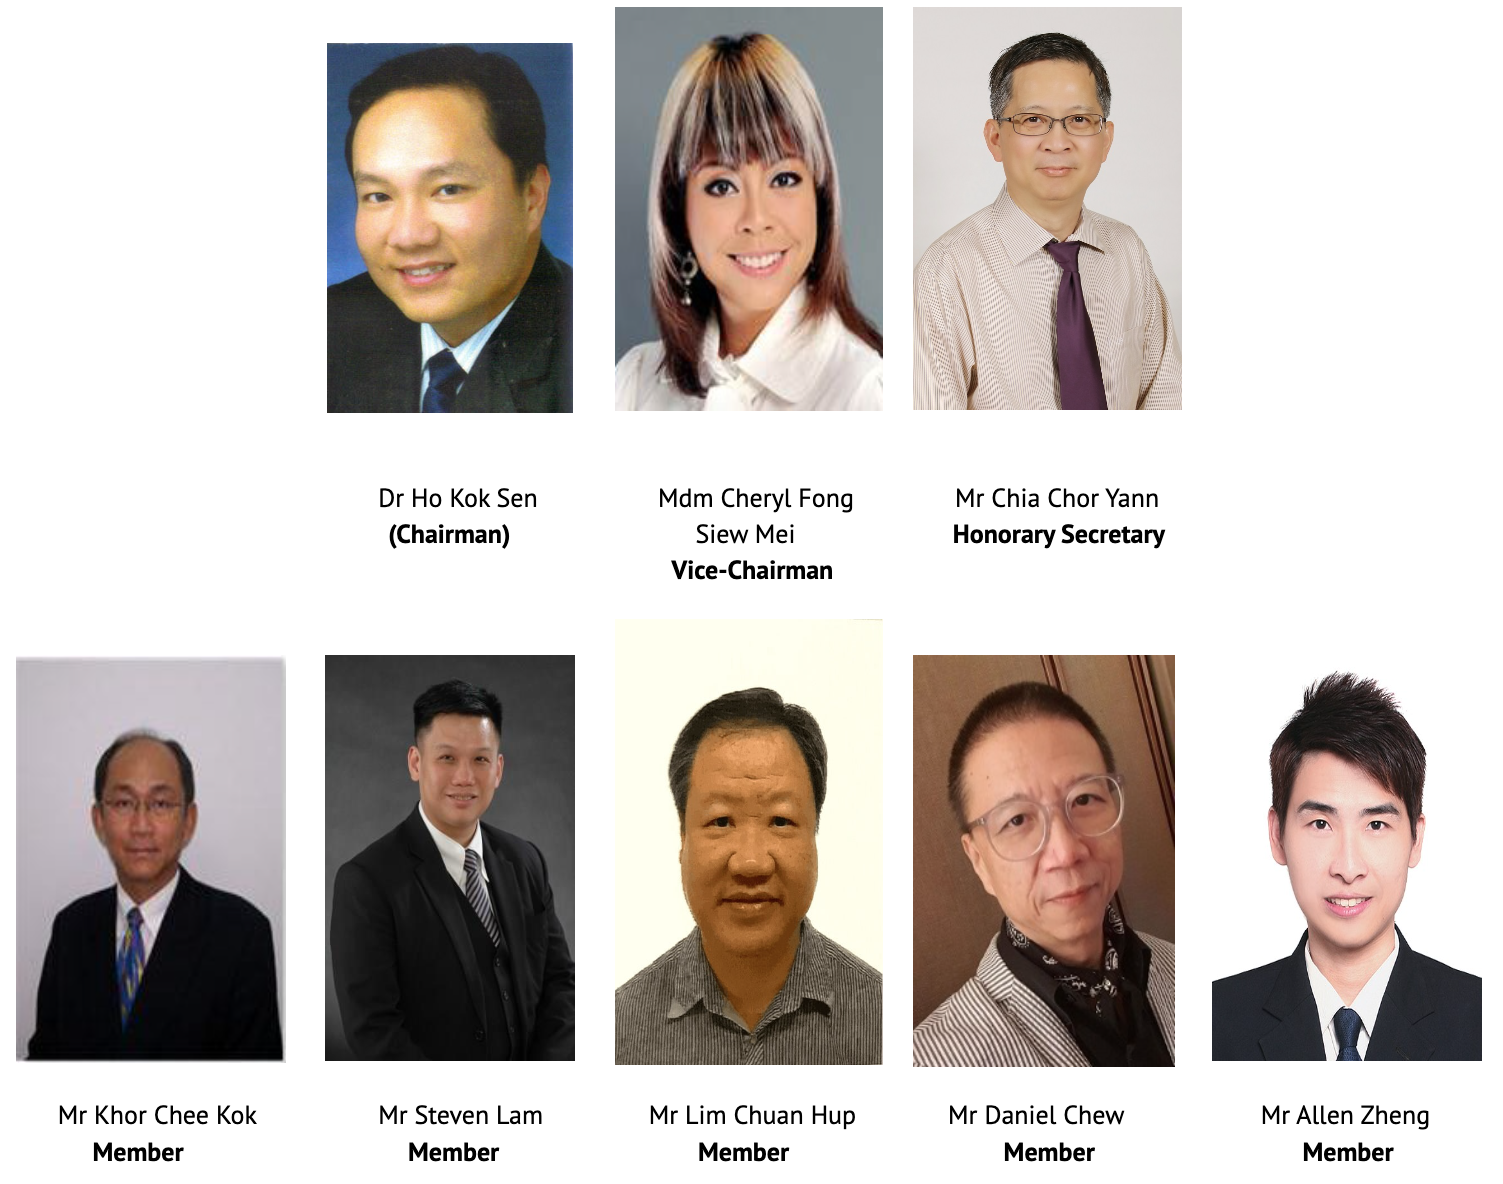 Dr Ho Kok Sen
(Chairman)
Mdm Cheryl Fong
Siew Mei
Vice-Chairman
Mr Chia Chor Yann
Honorary Secretary
Mr Khor Chee Kok
Member
Mr Steven Lam
Member
Mr Lim Chuan Hup
Member
Mr Daniel Chew
Member
Mr Allen Zheng
Member